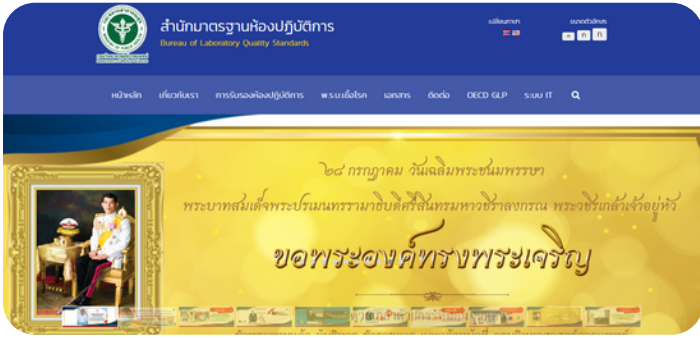 สำนักมาตรฐานห้องปฏิบัติการ
Bureau of Laboratory Quality Standards
เปลี่ยนภาษา
ขนาดตัวอักษร
ก ก ก
หน้าหลัก เกี่ยวกับเรา การรับรองห้องปฏิบัติการ พ.ร.บ.เชื้อโรค เอกสาร ติดต่อ OECD GLP ระบบ IT
๒๘ กรกฎาคม วันเฉลิมพระชนมพรรษา
พระบาทสมเด็จพระปรเมนทรรามาธิบดีศรีสินทรมหาวชิราลงกรณ พระวชิรเกล้าเจ้าอยู่หัว
ขอพระองค์ทรงพระเจริญ